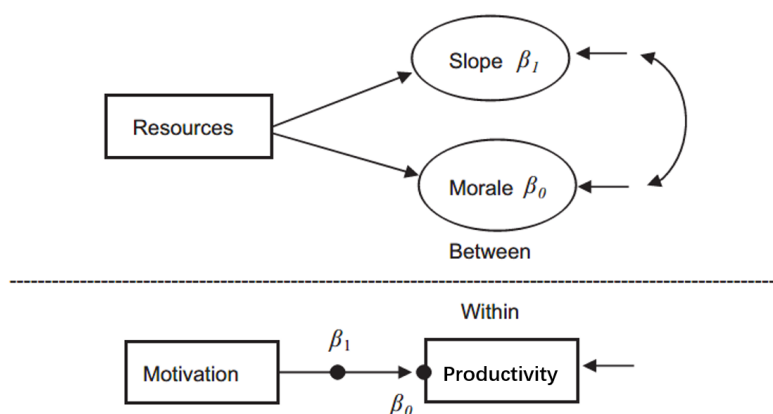 Slope β1
Resources
Morale β0
Between
Within
β1
Motivation
Productivity
β0